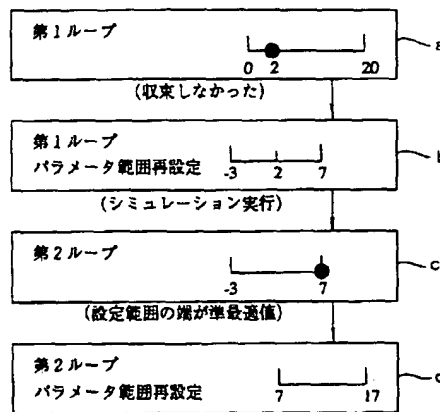 第1ループ
a
0 2 20
(収束しなかった)
第1ループ
パラメータ範囲再設定
-3 2 7
(シミュレーション実行)
第2ループ
c
-3 7
(設定範囲の端が準最適値)
第2ループ
パラメータ範囲再設定
7 17